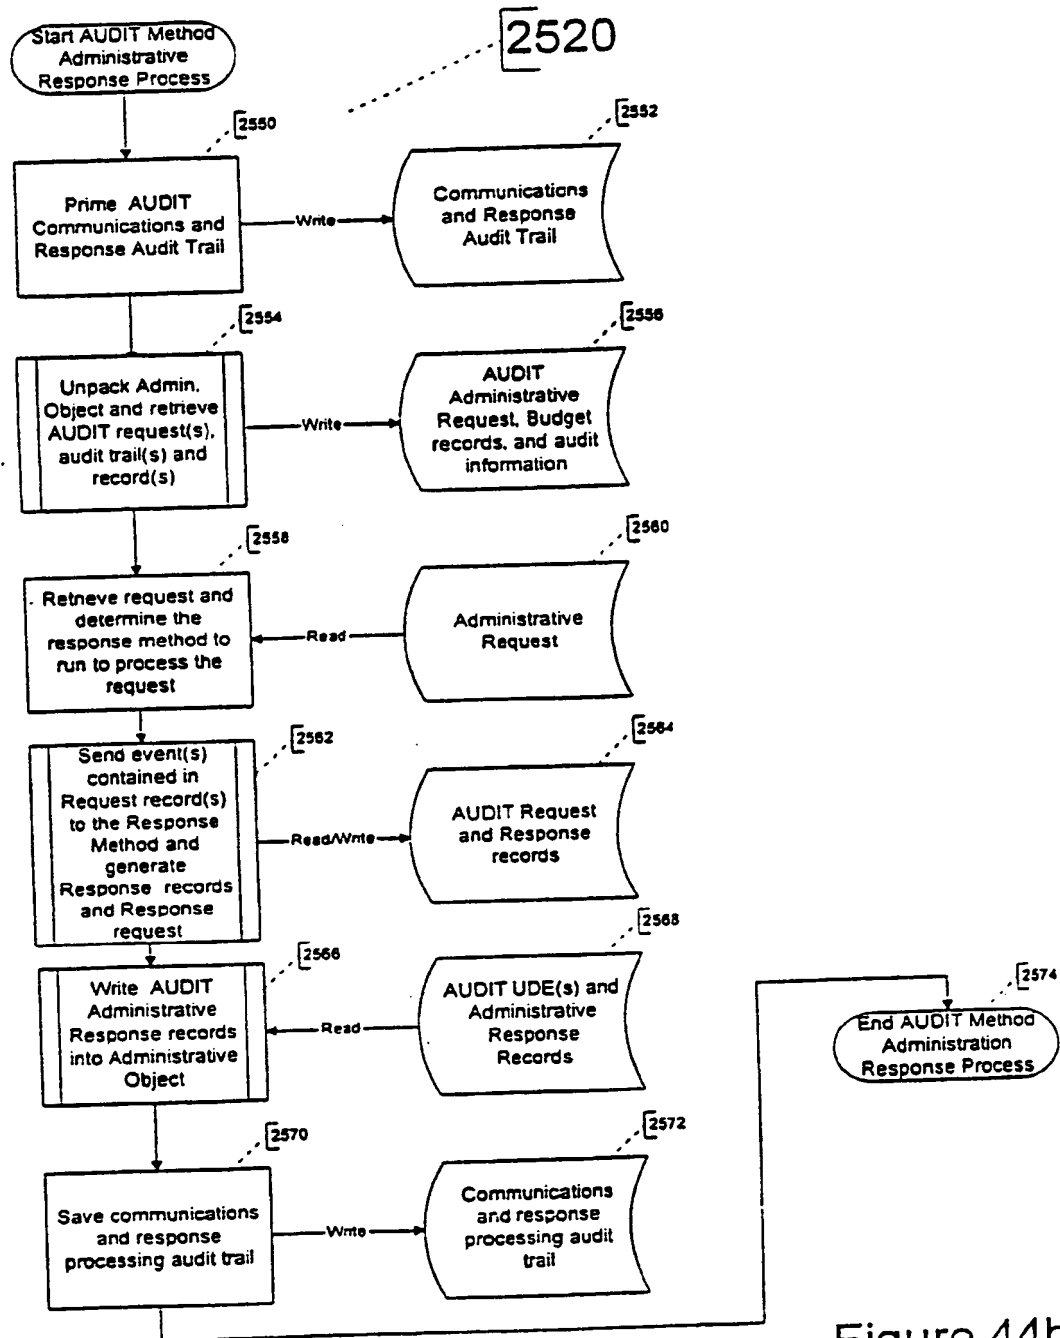 Start AUDIT Method
Administrative
Response Process
2520
2550
Prime AUDIT
Communications and
Response Audit Trail
Write
2552
Communications
and Response
Audit Trail
2554
Unpack Admin.
Object and retrieve
AUDIT request(s),
audit trail(s) and
record(s)
Write
2556
AUDIT
Administrative
Request, Budget
records, and audit
information
2558
Retrieve request and
determine the
response method to
run to process the
request
Read
2560
Administrative
Request
2562
Send event(s)
contained in
Request record(s)
to the Response
Method and
generate
Response records
and Response
request
Read/Write
2564
AUDIT Request
and Response
records
2566
Write AUDIT
Administrative
Response records
into Administrative
Object
Read
2568
AUDIT UDE(s) and
Administrative
Response
Records
2570
Save communications
and response
processing audit trail
Write
2572
Communications
and response
processing audit
trail
2574
End AUDIT Method
Administration
Response Process
Figure 44b